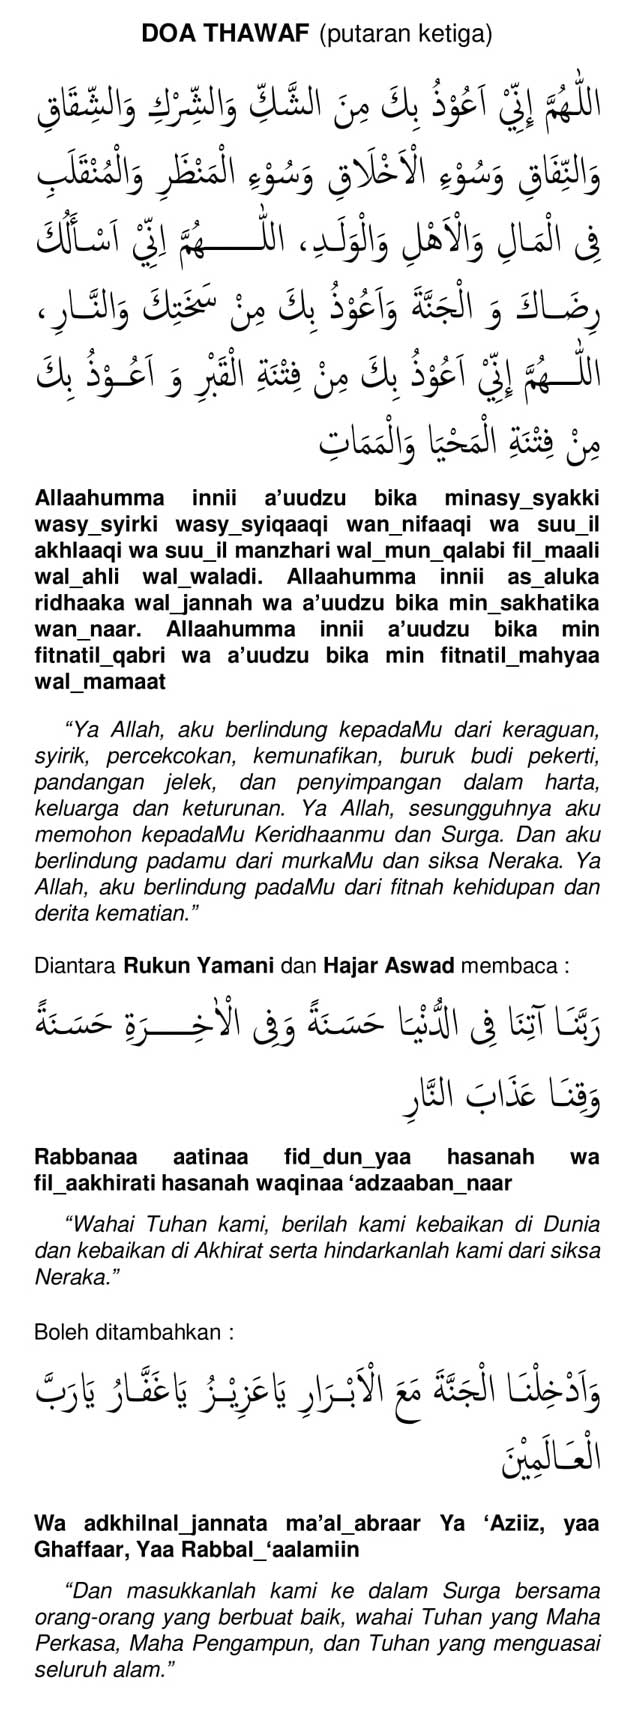 DOA THAWAF (putaran ketiga)
اَللّٰهُمَّ إِنِّيْ اَعُوْذُ بِكَ مِنَ الشَّكِّ وَالشِّرْكِ وَالشِّقَاقِ
وَالنِّفَاقِ وَسُوْءِ الْأَخْلَاقِ وَسُوْءِ الْمَنْظَرِ وَالْمُنْقَلَبِ
فِى الْمَالِ وَالْأَهْلِ وَالْوَلَدِ، اَللّٰهُمَّ اِنِّيْ اَسْأَلُكَ
رِضَاكَ وَ الْجَنَّةَ وَاَعُوْذُ بِكَ مِنْ سَخَتِكَ وَالنَّارِ،
اَللّٰهُمَّ إِنِّيْ اَعُوْذُ بِكَ مِنْ فِتْنَةِ الْقَبْرِ وَ اَعُوْذُ بِكَ
مِنْ فِتْنَةِ الْمَحْيَا وَالْمَمَاتِ
Allaahumma innii a’uudzu bika minasy_syakki
wasy_syirki wasy_syiqaaqi wan_nifaaqi wa suu_il
akhlaaqi wa suu_il manzhari wal_mun_qalabi fil_maali
wal_ahli wal_waladi. Allaahumma innii as_aluka
ridhaaka wal_jannah wa a’uudzu bika min_sakhatika
wan_naar. Allaahumma innii a’uudzu bika min
fitnatil_qabri wa a’uudzu bika min fitnatil_mahyaa
wal_mamaat
“Ya Allah, aku berlindung kepadaMu dari keraguan,
syirik, percekcokan, kemunafikan, buruk budi pekerti,
pandangan jelek, dan penyimpangan dalam harta,
keluarga dan keturunan. Ya Allah, sesungguhnya aku
memohon kepadaMu Keridhaanmu dan Surga. Dan aku
berlindung padamu dari murkaMu dan siksa Neraka. Ya
Allah, aku berlindung padaMu dari fitnah kehidupan dan
derita kematian.”
Diantara Rukun Yamani dan Hajar Aswad membaca :
رَبَّنَا آتِنَا فِى الدُّنْيَا حَسَنَةً وَفِى الْاٰخِرَةِ حَسَنَةً
وَقِنَا عَذَابَ النَّارِ
Rabbanaa aatinaa fid_dun_yaa hasanah wa
fil_aakhirati hasanah waqinaa ‘adzaaban_naar
“Wahai Tuhan kami, berilah kami kebaikan di Dunia
dan kebaikan di Akhirat serta hindarkanlah kami dari siksa
Neraka.”
Boleh ditambahkan :
وَاَدْخِلْنَا الْجَنَّةَ مَعَ الْأَبْرَارِ يَاعَزِيْزُ يَاغَفَّارُ يَارَبَّ
الْعَالَمِيْنَ
Wa adkhilnal_jannata ma’al_abraar Ya ‘Aziiz, yaa
Ghaffaar, Yaa Rabbal_‘aalamiin
“Dan masukkanlah kami ke dalam Surga bersama
orang-orang yang berbuat baik, wahai Tuhan yang Maha
Perkasa, Maha Pengampun, dan Tuhan yang menguasai
seluruh alam.”